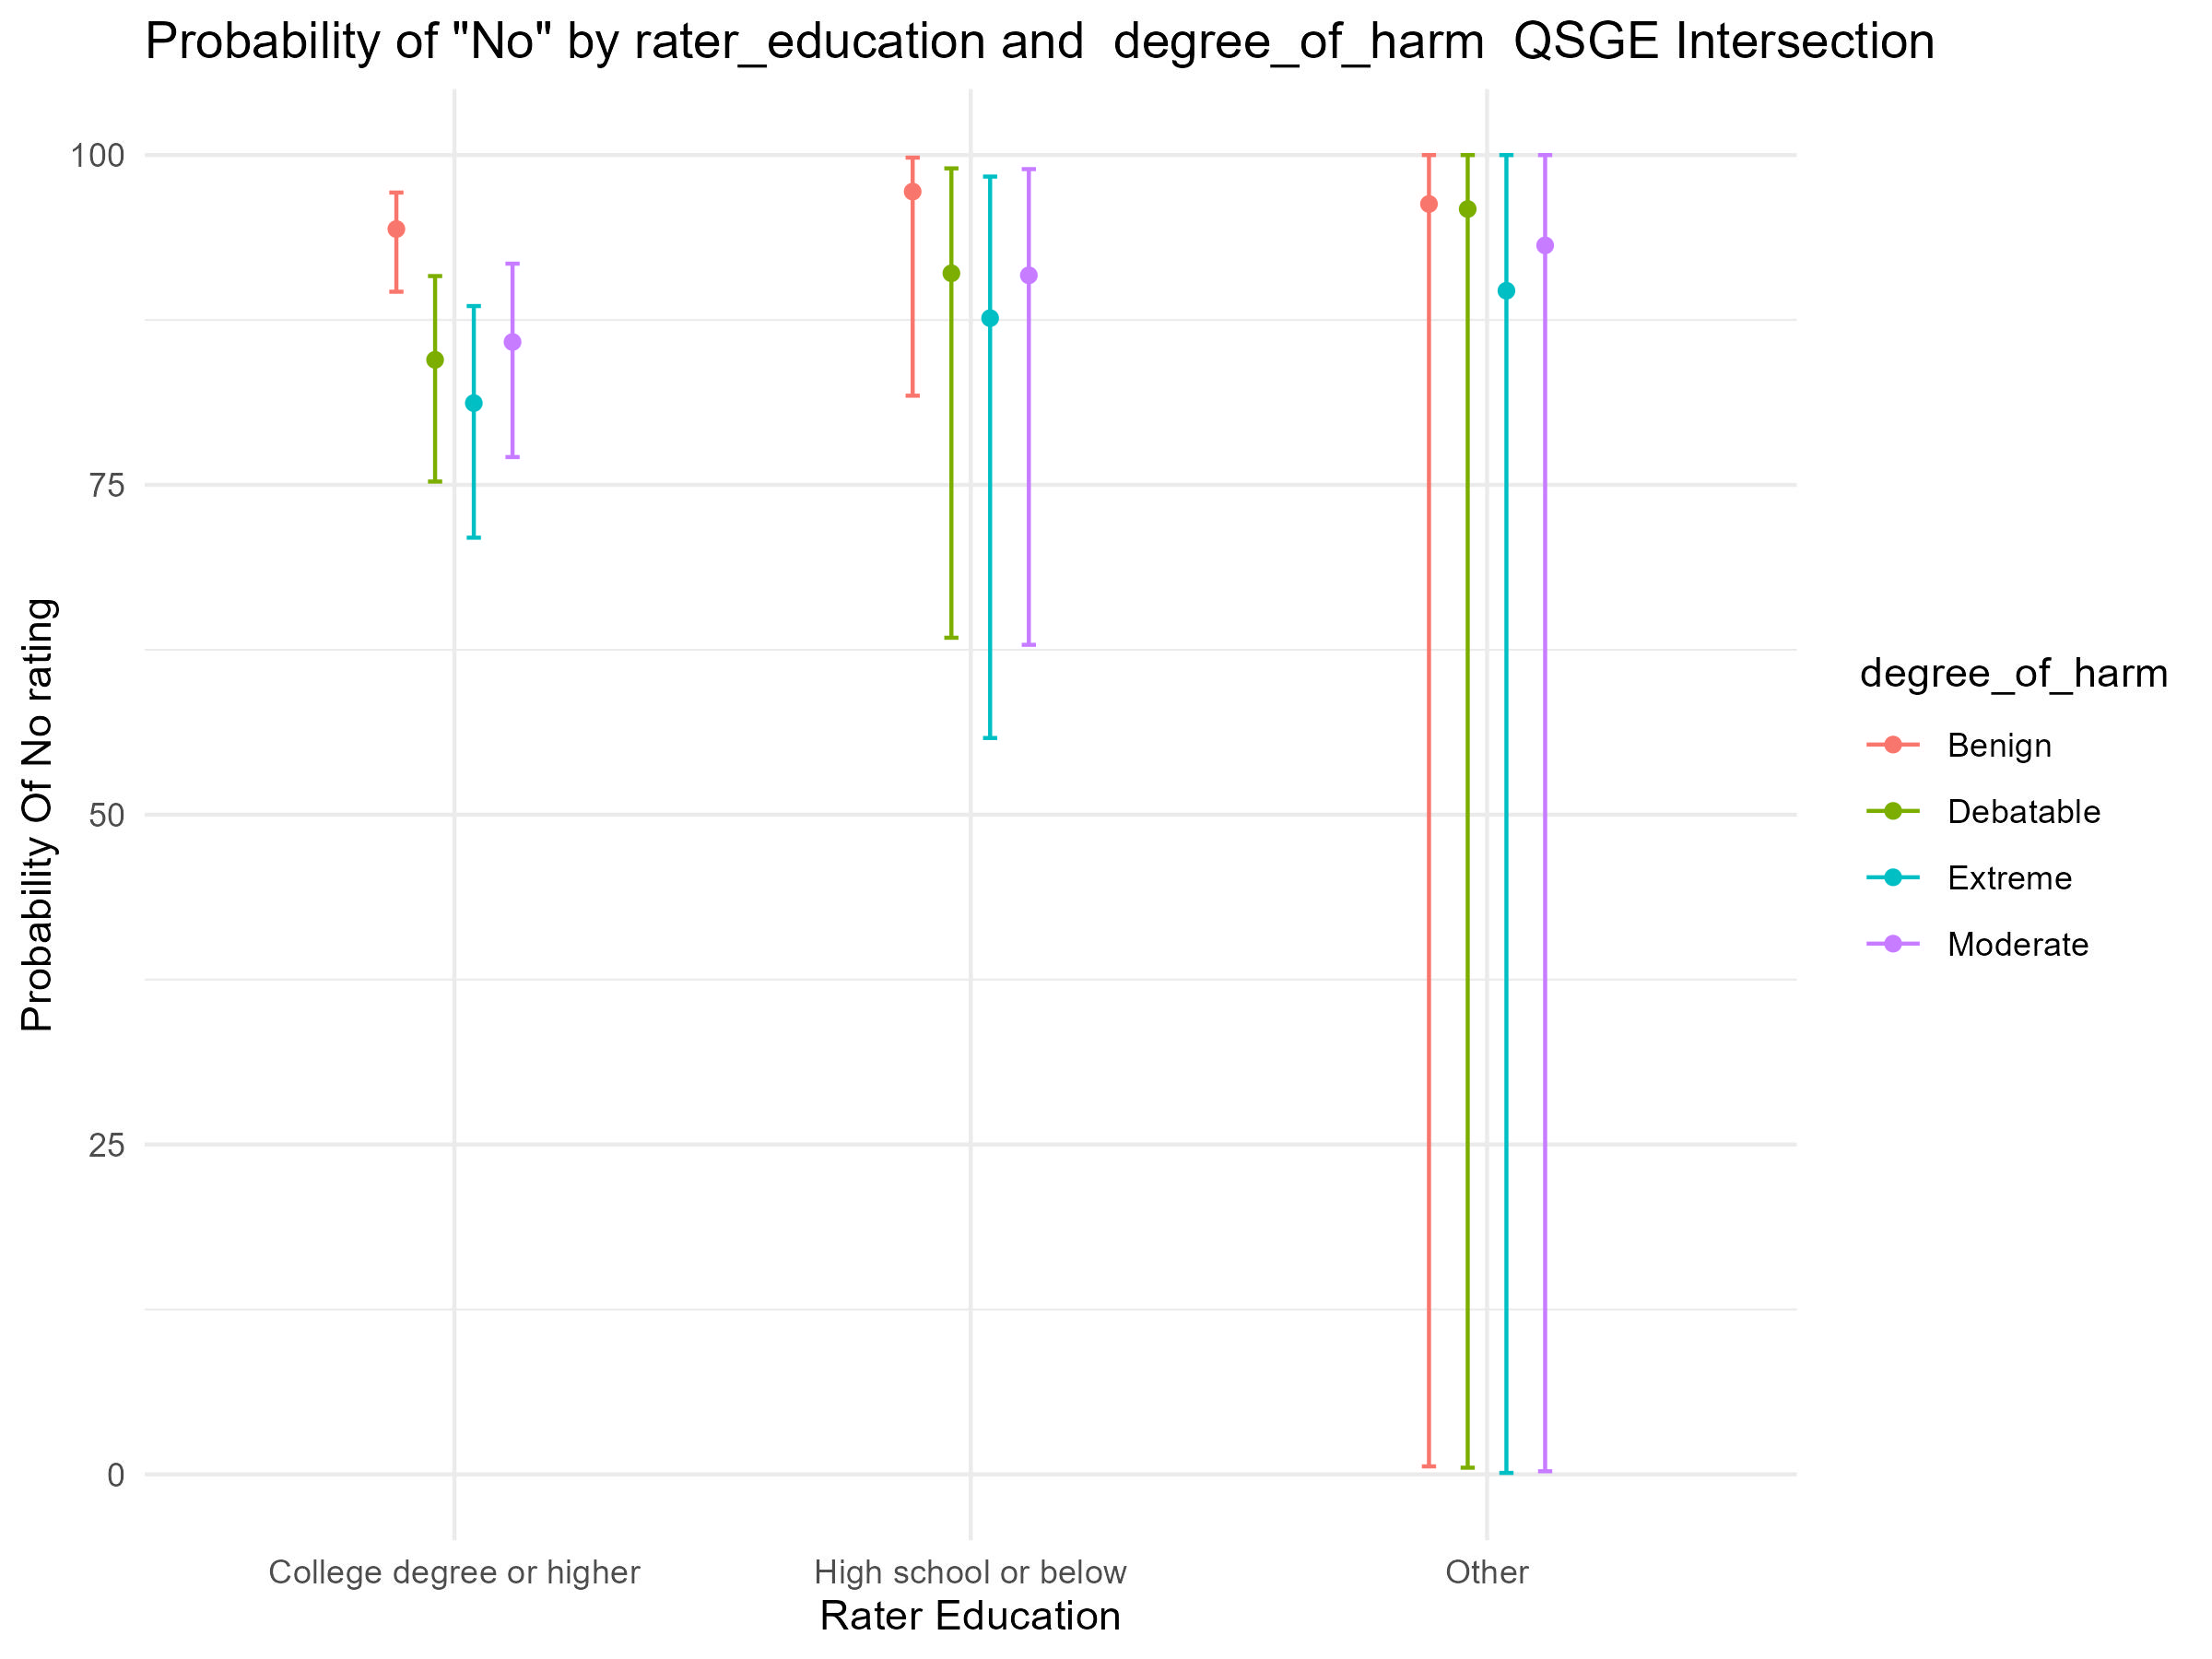 Probability of "No" by rater_education and  degree_of_harm  QSGE Intersection
100
75
50
25
0
Probability Of No rating
College degree or higher
High school or below
Other
Rater Education
degree_of_harm
Benign
Debatable
Extreme
Moderate